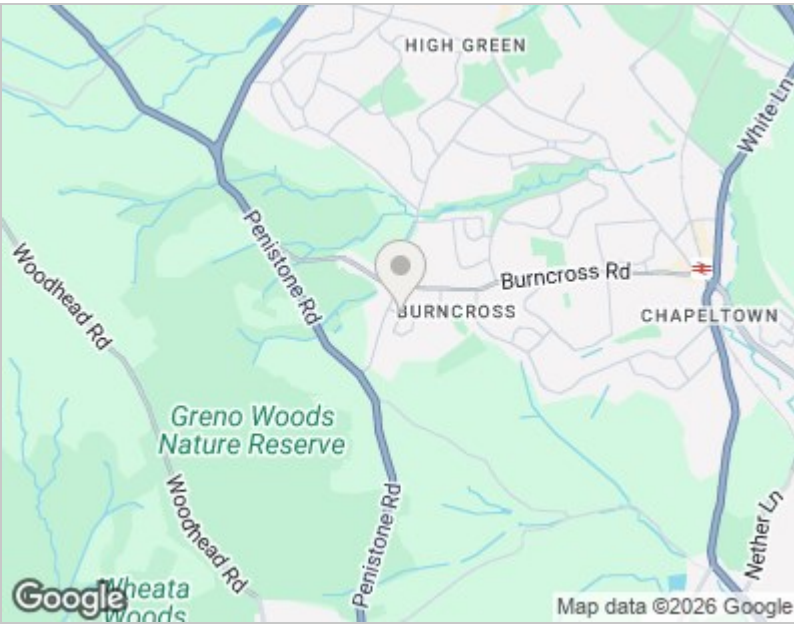 HIGH GREEN
White Ln
Penistone Rd
Woodhead Rd
Burncross Rd
BURNCROSS
CHAPELTOWN
Greno Woods
Nature Reserve
Woodhead Rd
Penistone Rd
Nether Ln
Wheata
Woods
Google
Map data ©2026 Google